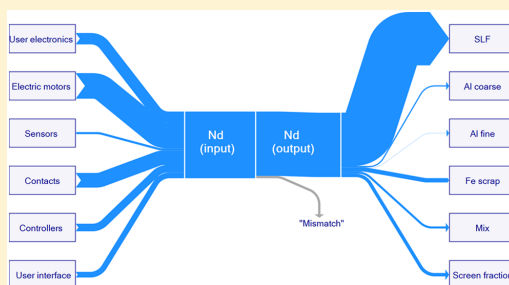 User electronics
Electric motors
Sensors
Contacts
Controllers
User interface
Nd
(input)
Nd
(output)
"Mismatch"
SLF
Al coarse
Al fine
Fe scrap
Mix
Screen fraction